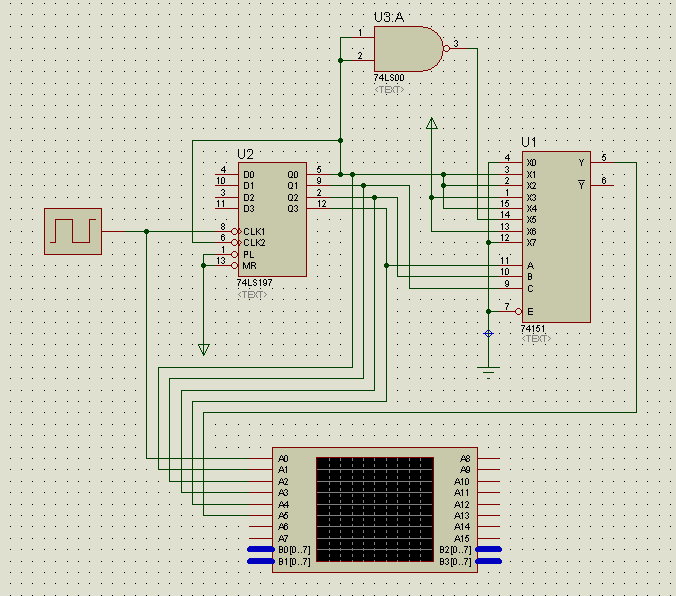 U3:A
1
2
3
74LS00
<TEXT>
U2
4 D0 Q0 5
10 D1 Q1 9
3 D2 Q2 2
11 D3 Q3 12
8 CLK1
6 CLK2
1 PL
13 MR
74LS197
<TEXT>
U1
4 X0 Y 5
3 X1
2 X2 Y 6
1 X3
15 X4
14 X5
13 X6
12 X7
11 A
10 B
9 C
7 E
74151
<TEXT>
A0 A8
A1 A9
A2 A10
A3 A11
A4 A12
A5 A13
A6 A14
A7 A15
B0[0..7] B2[0..7]
B1[0..7] B3[0..7]